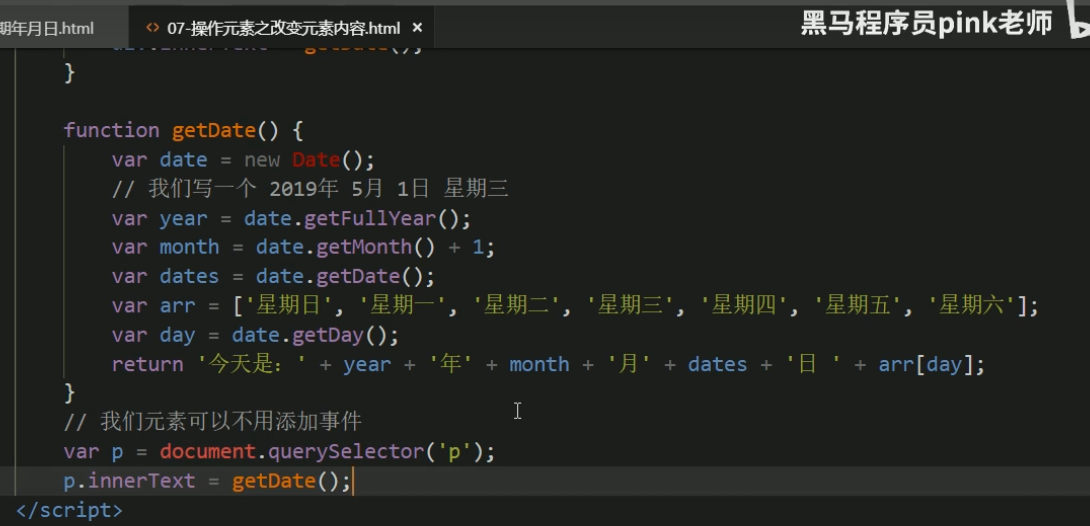 期年月日.html <> 07-操作元素之改变元素内容.html × 黑马程序员pink老师
div.innerText = getDate();
}
function getDate() {
var date = new Date();
// 我们写一个 2019年 5月 1日 星期三
var year = date.getFullYear();
var month = date.getMonth() + 1;
var dates = date.getDate();
var arr = ['星期日', '星期一', '星期二', '星期三', '星期四', '星期五', '星期六'];
var day = date.getDay();
return '今天是：' + year + '年' + month + '月' + dates + '日 ' + arr[day];
}
// 我们元素可以不用添加事件
var p = document.querySelector('p');
p.innerText = getDate();
</script>